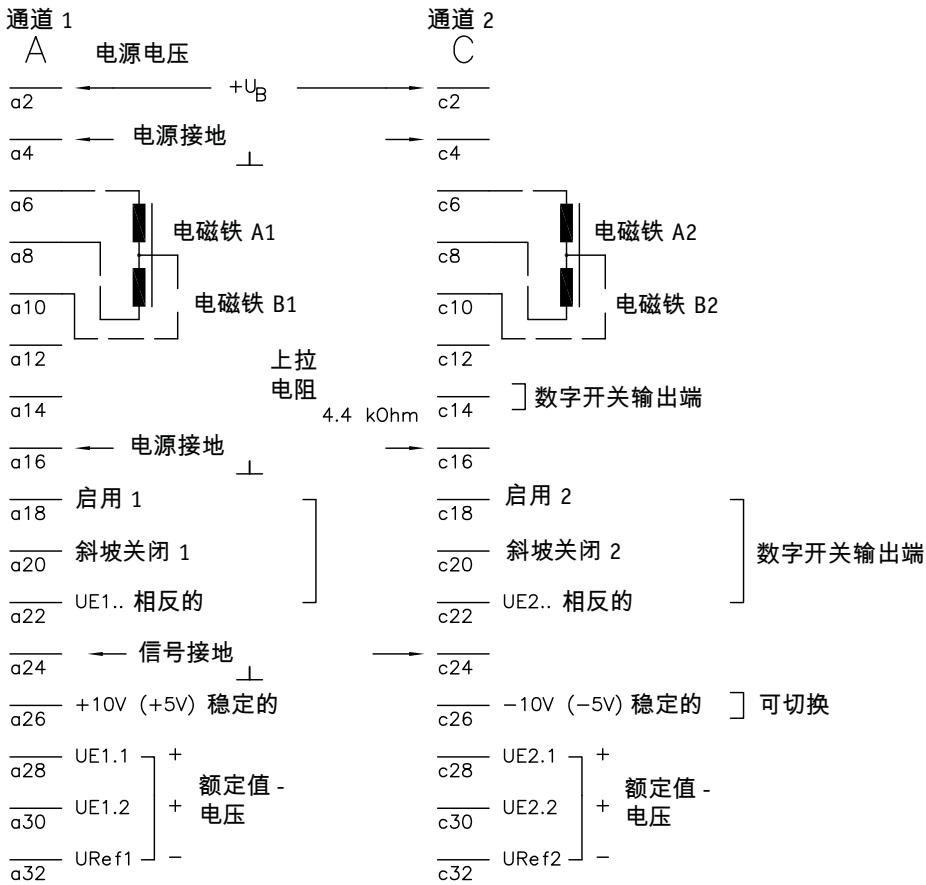 通道 1 通道 2
A 电源电压 C
+UB
a2 c2
电源接地
a4 c4
a6 c6
电磁铁 A1 电磁铁 A2
a8 c8
电磁铁 B1 电磁铁 B2
a10 c10
a12 上拉 c12
电阻
a14 4.4 kOhm c14 数字开关输出端
电源接地
a16 c16
启用 1 启用 2
a18 c18
斜坡关闭 1 斜坡关闭 2 数字开关输出端
a20 c20
UE1.. 相反的 UE2.. 相反的
a22 c22
信号接地
a24 c24
+10V (+5V) 稳定的 -10V (-5V) 稳定的 可切换
a26 c26
UE1.1 + UE2.1 +
a28 c28
额定值 - 额定值 -
UE1.2 + 电压 UE2.2 + 电压
a30 c30
URef1 - URef2 -
a32 c32